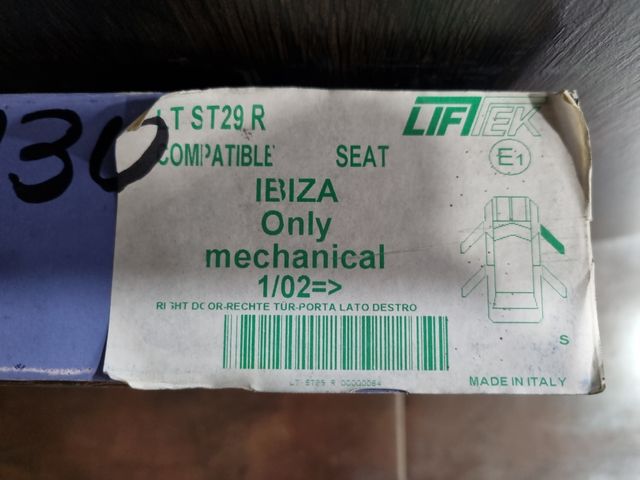 30
LT ST29 R
LIFTEK
COMPATIBLE SEAT
E1
IBIZA
Only
mechanical
1/02=>
RIGHT DOOR-RECHTE TÜR-PORTA LATO DESTRO
S
LT ST29 R 00000064
MADE IN ITALY